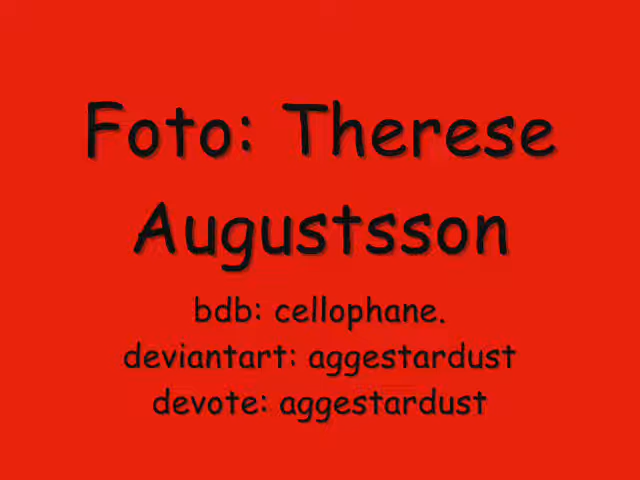 Foto: Therese
Augustsson
bdb: cellophane.
deviantart: aggestardust
devote: aggestardust